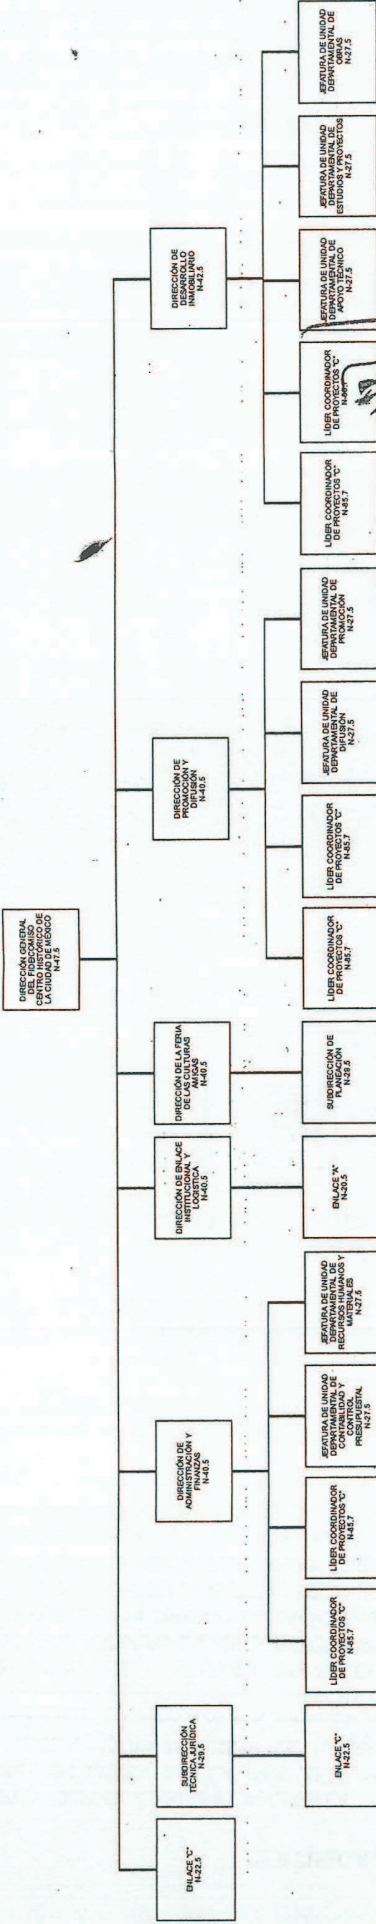 DIRECCIÓN GENERAL
DEL FIDEICOMISO
CENTRO HISTÓRICO DE
LA CIUDAD DE MÉXICO
N-47.5
ENLACE "C"
N-22.5
SUBDIRECCIÓN
TÉCNICA JURÍDICA
N-29.5
DIRECCIÓN DE
ADMINISTRACIÓN Y
FINANZAS
N-40.5
DIRECCIÓN DE ENLACE
INSTITUCIONAL Y
LOGISTICA
N-40.5
DIRECCIÓN DE LA FERIA
DE LAS CULTURAS
AMIGAS
N-40.5
DIRECCIÓN DE
PROMOCIÓN Y
DIFUSIÓN
N-40.5
DIRECCIÓN DE
DESARROLLO
INMOBILIARIO
N-42.5
ENLACE "C"
N-22.5
LÍDER COORDINADOR
DE PROYECTOS "C"
N-85.7
LÍDER COORDINADOR
DE PROYECTOS "C"
N-85.7
JEFATURA DE UNIDAD
DEPARTAMENTAL DE
CONTABILIDAD Y
CONTROL
PRESUPUESTAL
N-27.5
JEFATURA DE UNIDAD
DEPARTAMENTAL DE
RECURSOS HUMANOS Y
MATERIALES
N-27.5
ENLACE "A"
N-20.5
SUBDIRECCIÓN DE
PLANEACIÓN
N-29.5
LÍDER COORDINADOR
DE PROYECTOS "C"
N-85.7
LÍDER COORDINADOR
DE PROYECTOS "C"
N-85.7
JEFATURA DE UNIDAD
DEPARTAMENTAL DE
DIFUSIÓN
N-27.5
JEFATURA DE UNIDAD
DEPARTAMENTAL DE
PROMOCIÓN
N-27.5
LÍDER COORDINADOR
DE PROYECTOS "C"
N-85.7
LÍDER COORDINADOR
DE PROYECTOS "C"
JEFATURA DE UNIDAD
DEPARTAMENTAL DE
APOYO TÉCNICO
N-27.5
JEFATURA DE UNIDAD
DEPARTAMENTAL DE
ESTUDIOS Y PROYECTOS
N-27.5
JEFATURA DE UNIDAD
DEPARTAMENTAL DE
OBRAS
N-27.5